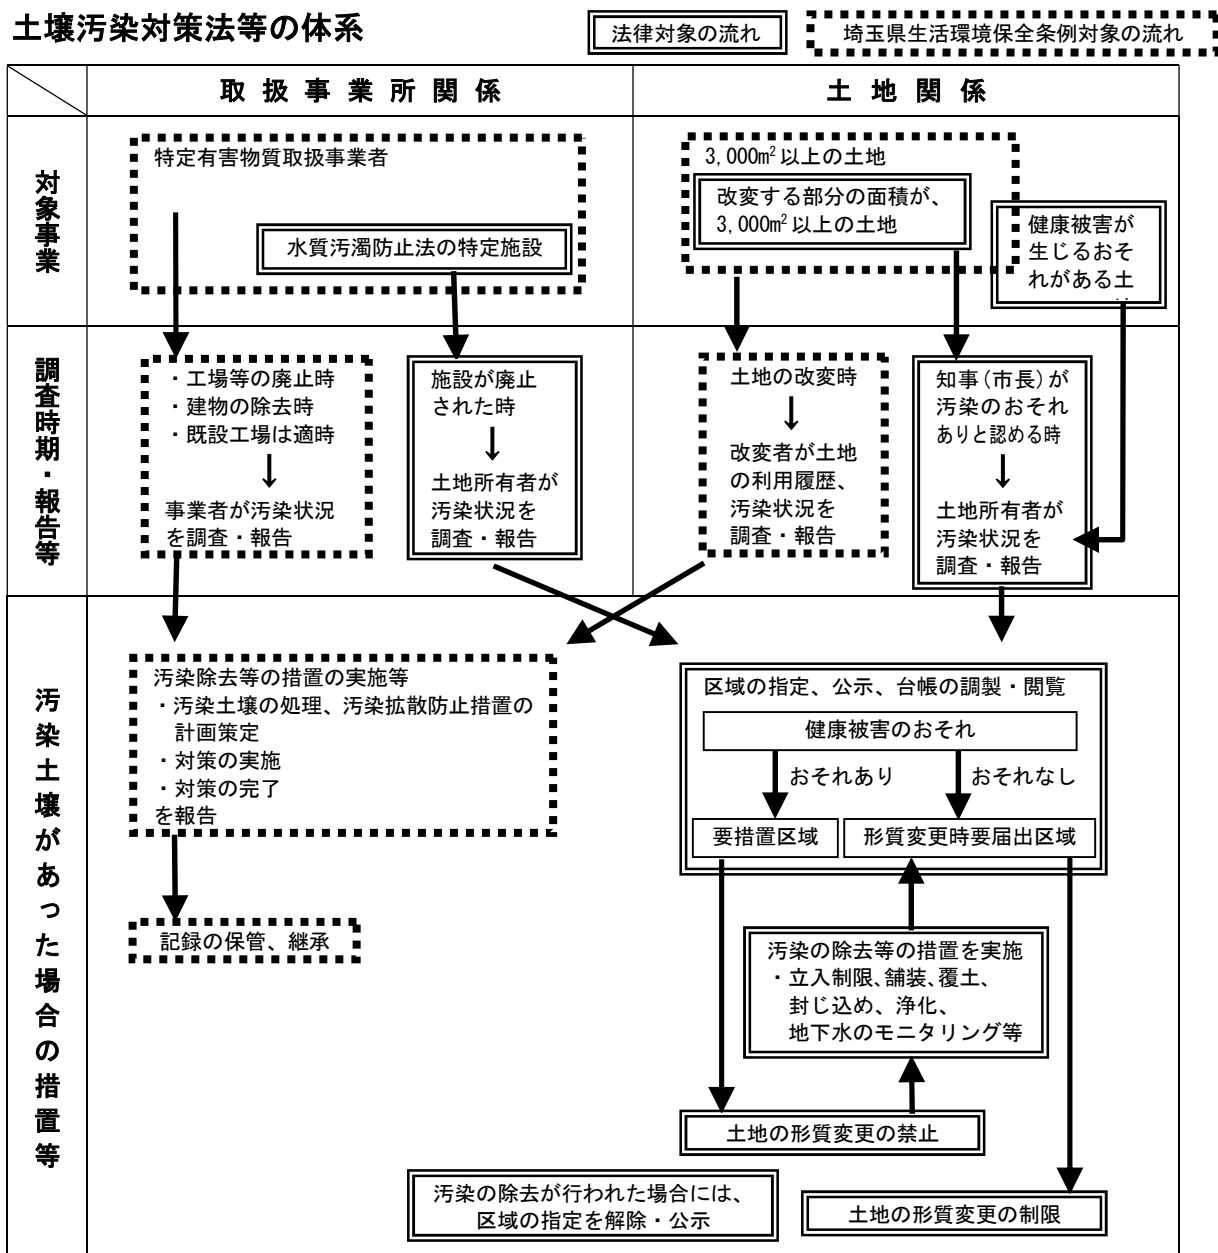 土壌汚染対策法等の体系
法律対象の流れ
埼玉県生活環境保全条例対象の流れ
取扱事業所関係
土地関係
対象事業
特定有害物質取扱事業者
水質汚濁防止法の特定施設
3,000m²以上の土地
改変する部分の面積が、
3,000m²以上の土地
健康被害が
生じるおそ
れがある土
調査時期・報告等
・工場等の廃止時
・建物の除去時
・既設工場は適時
↓
事業者が汚染状況
を調査・報告
施設が廃止
された時
↓
土地所有者が
汚染状況を
調査・報告
土地の改変時
↓
改変者が土地
の利用履歴、
汚染状況を
調査・報告
知事(市長)が
汚染のおそれ
ありと認める時
↓
土地所有者が
汚染状況を
調査・報告
汚染土壌があった場合の措置等
汚染除去等の措置の実施等
・汚染土壌の処理、汚染拡散防止措置の
計画策定
・対策の実施
・対策の完了
を報告
記録の保管、継承
区域の指定、公示、台帳の調製・閲覧
健康被害のおそれ
おそれあり
おそれなし
要措置区域
形質変更時要届出区域
汚染の除去等の措置を実施
・立入制限、舗装、覆土、
封じ込め、浄化、
地下水のモニタリング等
土地の形質変更の禁止
汚染の除去が行われた場合には、
区域の指定を解除・公示
土地の形質変更の制限